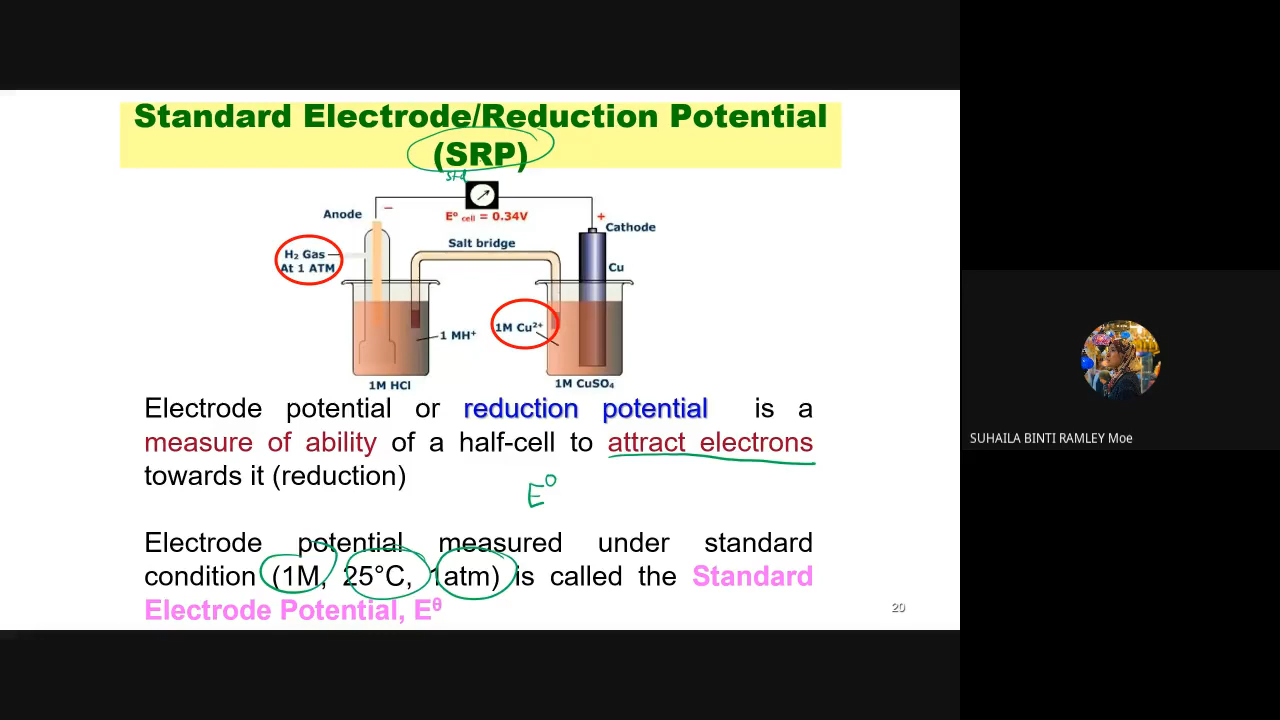 Standard Electrode/Reduction Potential
(SRP)
std
Anode
−
E° cell = 0.34V
+
Cathode
H₂ Gas
At 1 ATM
Salt bridge
Cu
1 MH⁺
1M Cu²⁺
1M HCl
1M CuSO₄
Electrode potential or reduction potential is a
measure of ability of a half-cell to attract electrons
towards it (reduction)
E⁰
Electrode potential measured under standard
condition (1M, 25°C, 1atm) is called the Standard
Electrode Potential, Eᶿ
20
SUHAILA BINTI RAMLEY Moe